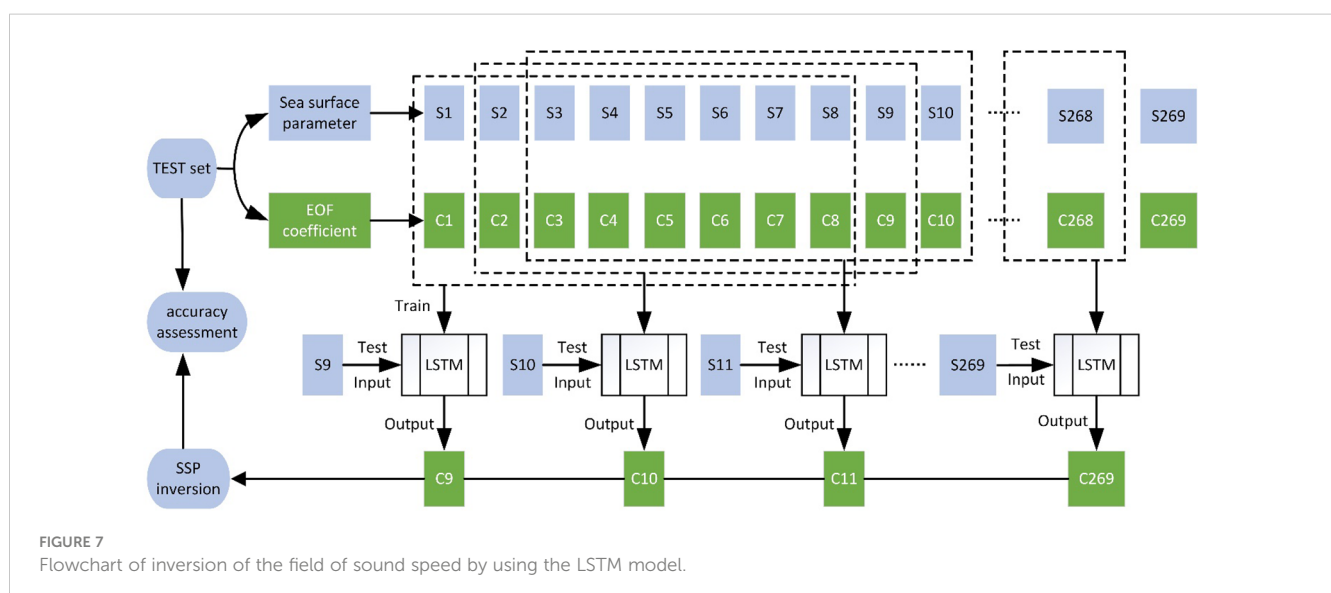 Sea surface
parameter
S1 S2 S3 S4 S5 S6 S7 S8 S9 S10 S268 S269
TEST set
EOF
coefficient
C1 C2 C3 C4 C5 C6 C7 C8 C9 C10 C268 C269
accuracy
assessment
Train
S9
Test
Input
LSTM
S10
Test
Input
LSTM
S11
Test
Input
LSTM
S269
Test
Input
LSTM
Output
Output
Output
Output
SSP
inversion
C9
C10
C11
C269
FIGURE 7
Flowchart of inversion of the field of sound speed by using the LSTM model.